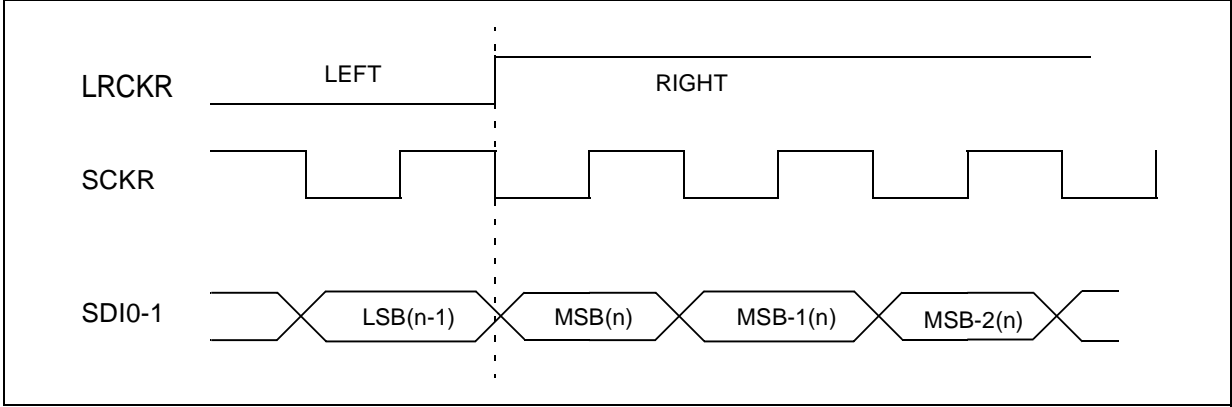 LRCKR
LEFT
RIGHT
SCKR
SDI0-1
LSB(n-1)
MSB(n)
MSB-1(n)
MSB-2(n)